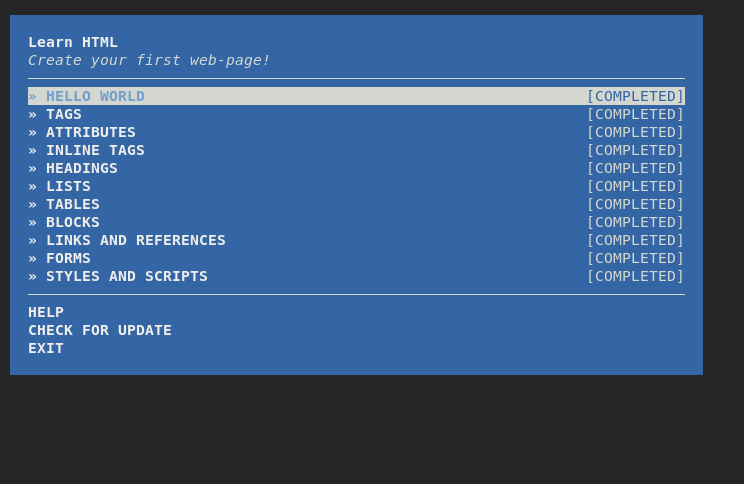 Learn HTML
Create your first web-page!
» HELLO WORLD [COMPLETED]
» TAGS [COMPLETED]
» ATTRIBUTES [COMPLETED]
» INLINE TAGS [COMPLETED]
» HEADINGS [COMPLETED]
» LISTS [COMPLETED]
» TABLES [COMPLETED]
» BLOCKS [COMPLETED]
» LINKS AND REFERENCES [COMPLETED]
» FORMS [COMPLETED]
» STYLES AND SCRIPTS [COMPLETED]
HELP
CHECK FOR UPDATE
EXIT